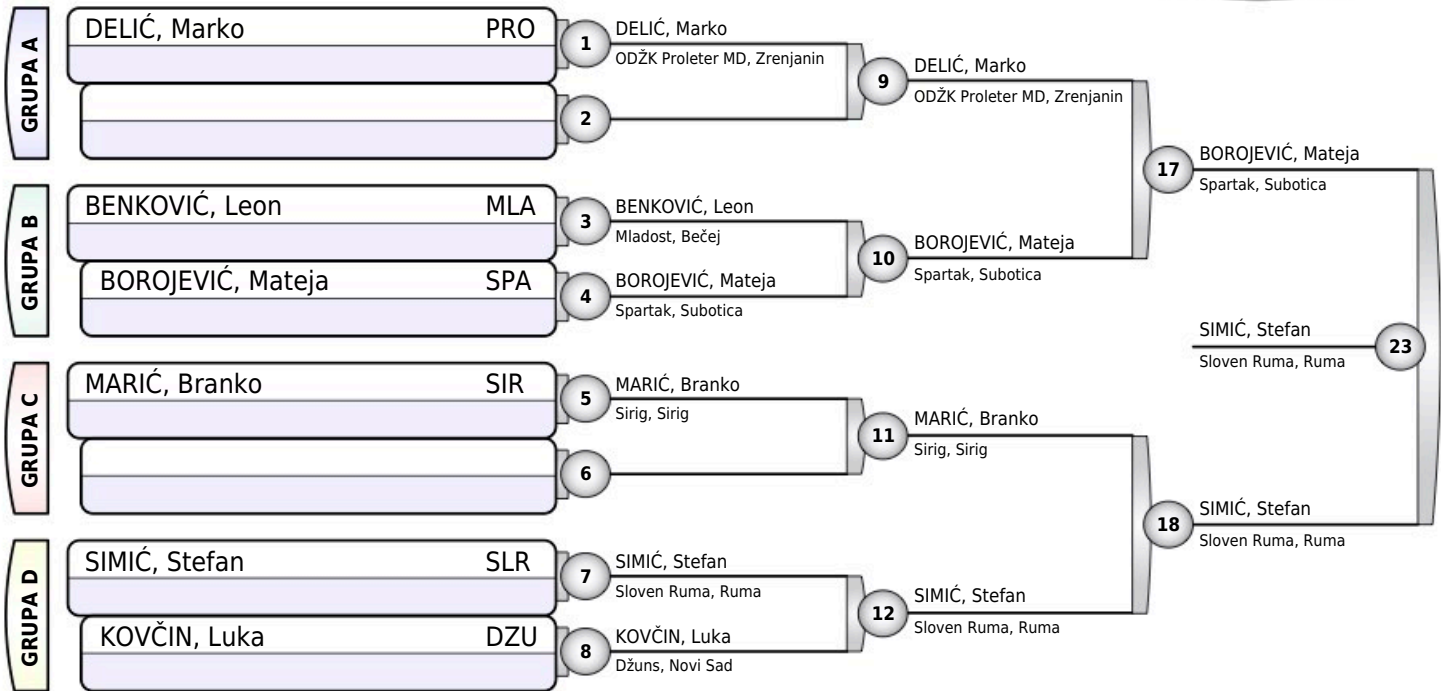 GRUPA A
DELIĆ, Marko PRO
1
DELIĆ, Marko
ODŽK Proleter MD, Zrenjanin
2
9
DELIĆ, Marko
ODŽK Proleter MD, Zrenjanin
GRUPA B
BENKOVIĆ, Leon MLA
3
BENKOVIĆ, Leon
Mladost, Bečej
BOROJEVIĆ, Mateja SPA
4
BOROJEVIĆ, Mateja
Spartak, Subotica
10
BOROJEVIĆ, Mateja
Spartak, Subotica
17
BOROJEVIĆ, Mateja
Spartak, Subotica
GRUPA C
MARIĆ, Branko SIR
5
MARIĆ, Branko
Sirig, Sirig
6
11
MARIĆ, Branko
Sirig, Sirig
GRUPA D
SIMIĆ, Stefan SLR
7
SIMIĆ, Stefan
Sloven Ruma, Ruma
KOVČIN, Luka DZU
8
KOVČIN, Luka
Džuns, Novi Sad
12
SIMIĆ, Stefan
Sloven Ruma, Ruma
18
SIMIĆ, Stefan
Sloven Ruma, Ruma
SIMIĆ, Stefan
Sloven Ruma, Ruma
23